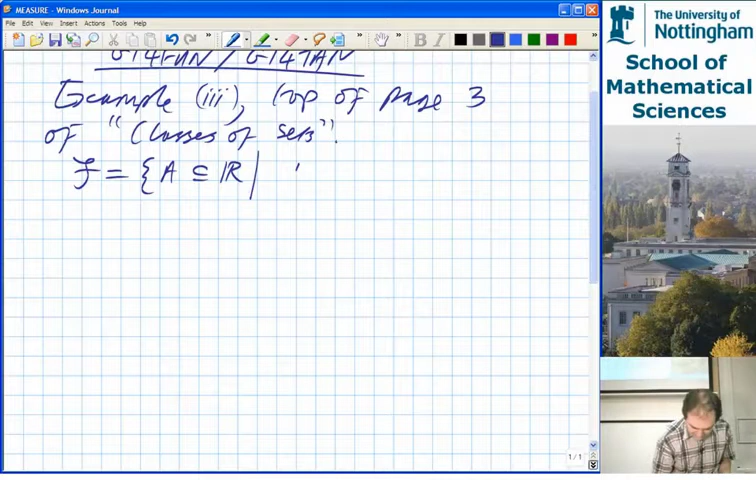 MEASURE - Windows Journal
File Edit View Insert Actions Tools Help
B I
G14FUN / G14TAN
Example (iii), top of page 3
of "Classes of sets".
F = { A ⊆ ℝ |
1/1
The University of
Nottingham
School of
Mathematical
Sciences